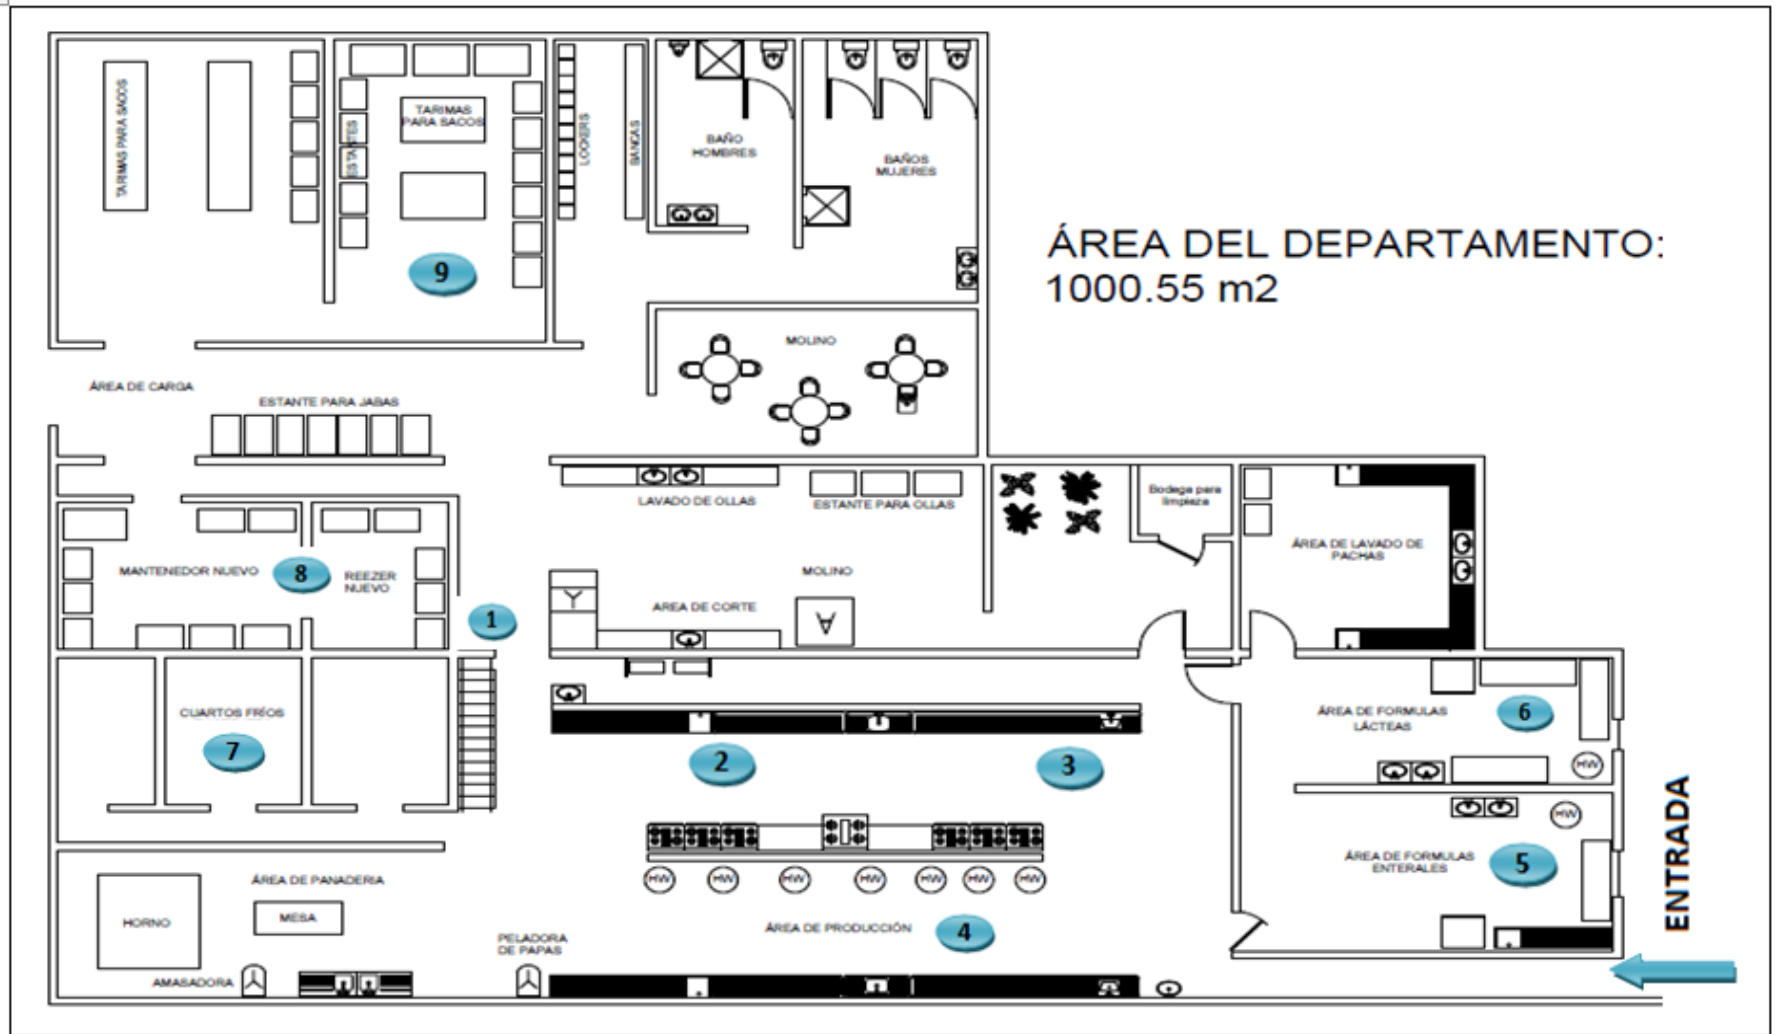 TARIMAS PARA SACOS
ESTANTES
TARIMAS
PARA SACOS
LOCKERS
BANCAS
BAÑO
HOMBRES
BAÑOS
MUJERES
ÁREA DEL DEPARTAMENTO:
1000.55 m2
9
MOLINO
ÁREA DE CARGA
ESTANTE PARA JABAS
LAVADO DE OLLAS
ESTANTE PARA OLLAS
Bodega para
limpieza
ÁREA DE LAVADO DE
PACHAS
MANTENEDOR NUEVO
8
REEZER
NUEVO
1
MOLINO
AREA DE CORTE
CUARTOS FRÍOS
7
2
3
ÁREA DE FORMULAS
LÁCTEAS
6
HW
HW
ÁREA DE FORMULAS
ENTERALES
5
ENTRADA
HW
HW
HW
HW
HW
HW
HW
ÁREA DE PANADERIA
HORNO
MESA
AMASADORA
PELADORA
DE PAPAS
ÁREA DE PRODUCCIÓN
4